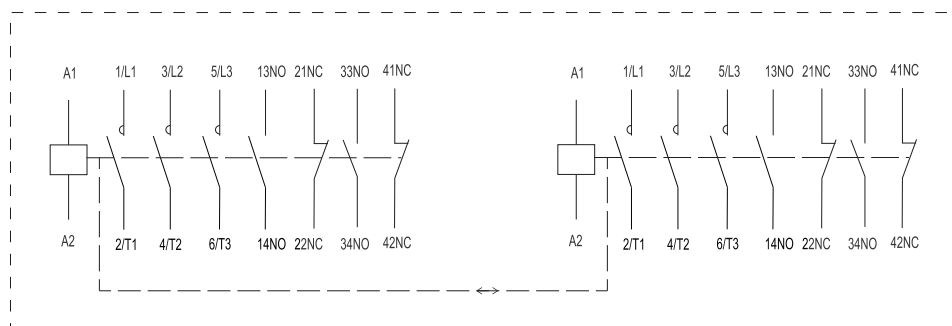 A1 1/L1 3/L2 5/L3 13NO 21NC 33NO 41NC A1 1/L1 3/L2 5/L3 13NO 21NC 33NO 41NC
A2 2/T1 4/T2 6/T3 14NO 22NC 34NO 42NC A2 2/T1 4/T2 6/T3 14NO 22NC 34NO 42NC